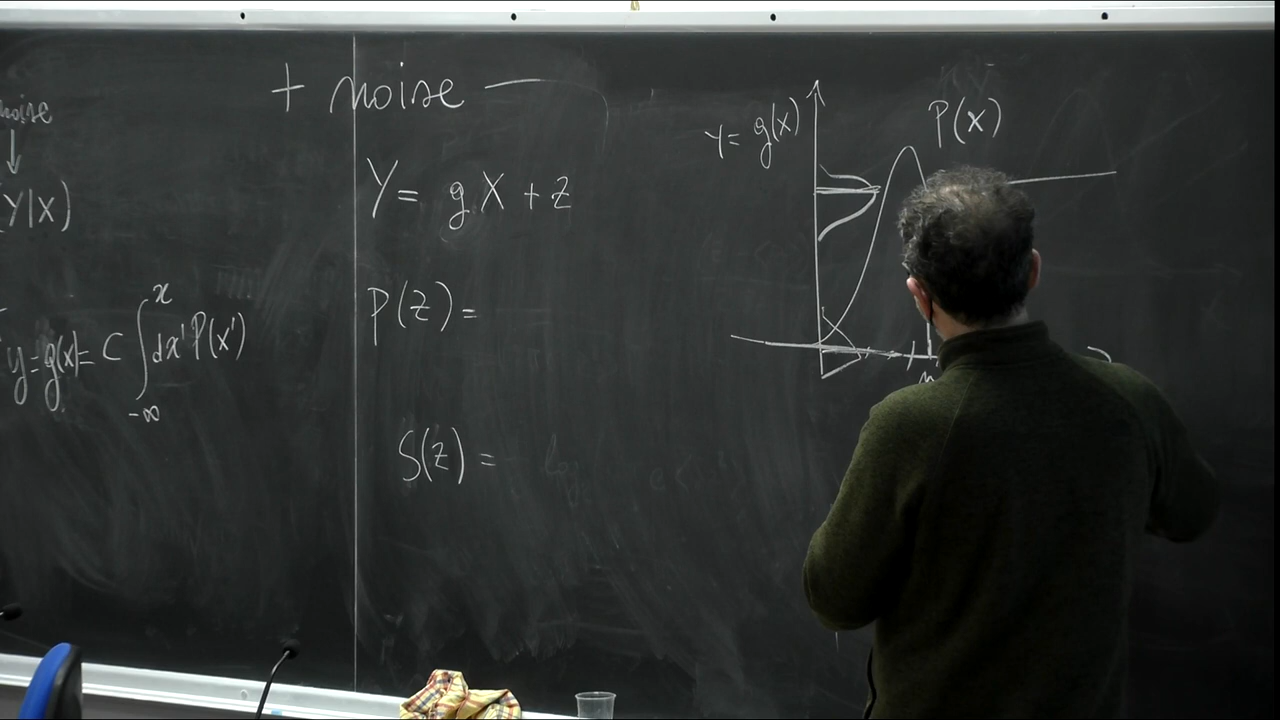 noise
↓
(Y|X)
y = g(x) = C ∫_{-∞}^{x} dx' P(x')
+ noise —
Y = g X + z
P(z) =
S(z) =
Y = g(x)
P(x)